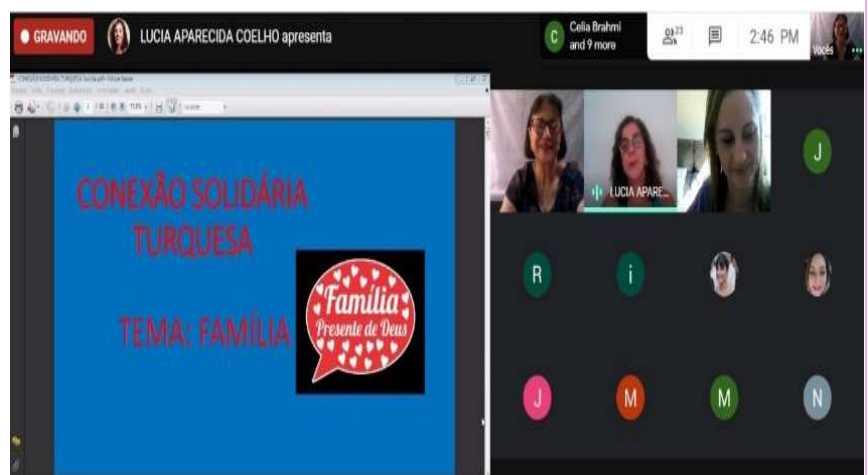 GRAVANDO
LUCIA APARECIDA COELHO apresenta
C
Celia Brahmi
and 9 more
23
2:46 PM
Vocês
CONEXÃO SOLIDÁRIA
TURQUESA
TEMA: FAMÍLIA
Família
Presente de Deus
LUCIA APARE...
J
R
i
J
M
M
N